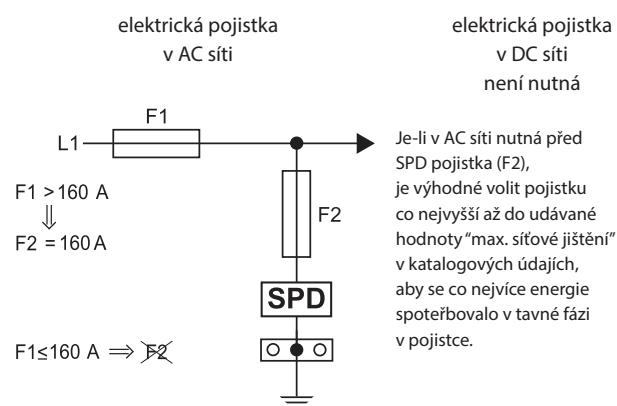 elektrická pojistka
v AC síti
elektrická pojistka
v DC síti
není nutná
F1
L1
F1 >160 A
⇓
F2 = 160 A
F2
SPD
F1≤160 A ⇒ F2
Je-li v AC síti nutná před
SPD pojistka (F2),
je výhodné volit pojistku
co nejvyšší až do udávané
hodnoty “max. síťové jištění”
v katalogových údajích,
aby se co nejvíce energie
spoteřbovalo v tavné fázi
v pojistce.